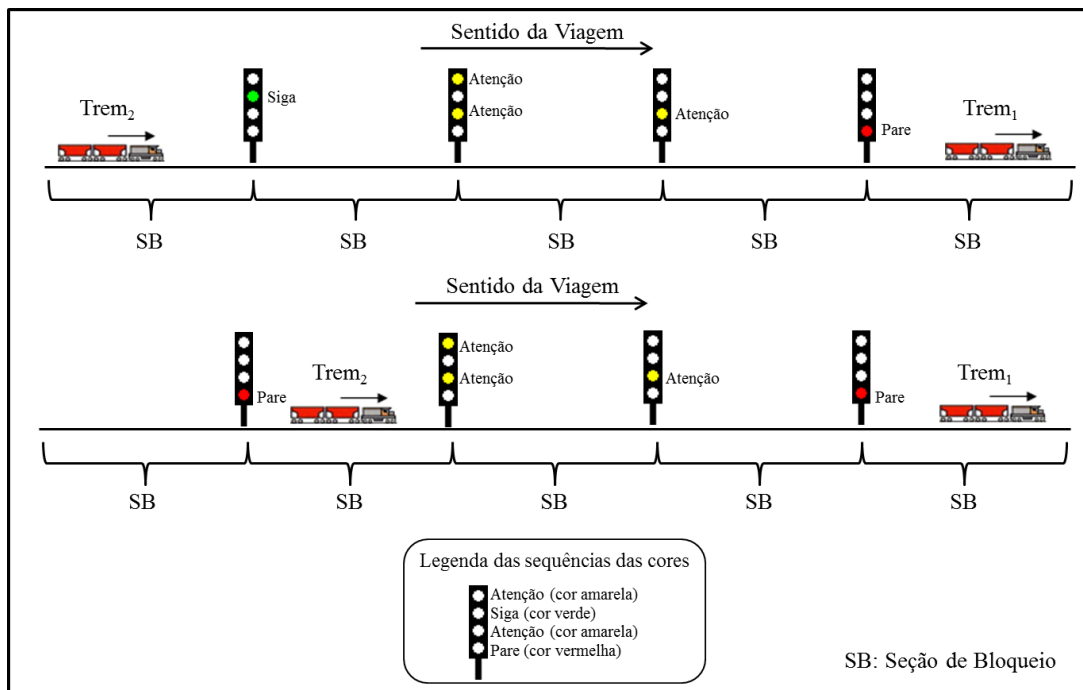 Sentido da Viagem
Atenção
Siga
Atenção
Atenção
Trem₂
Trem₁
Pare
SB
SB
SB
SB
SB
Sentido da Viagem
Atenção
Trem₂
Atenção
Atenção
Trem₁
Pare
Pare
SB
SB
SB
SB
SB
Legenda das sequências das cores
Atenção (cor amarela)
Siga (cor verde)
Atenção (cor amarela)
Pare (cor vermelha)
SB: Seção de Bloqueio